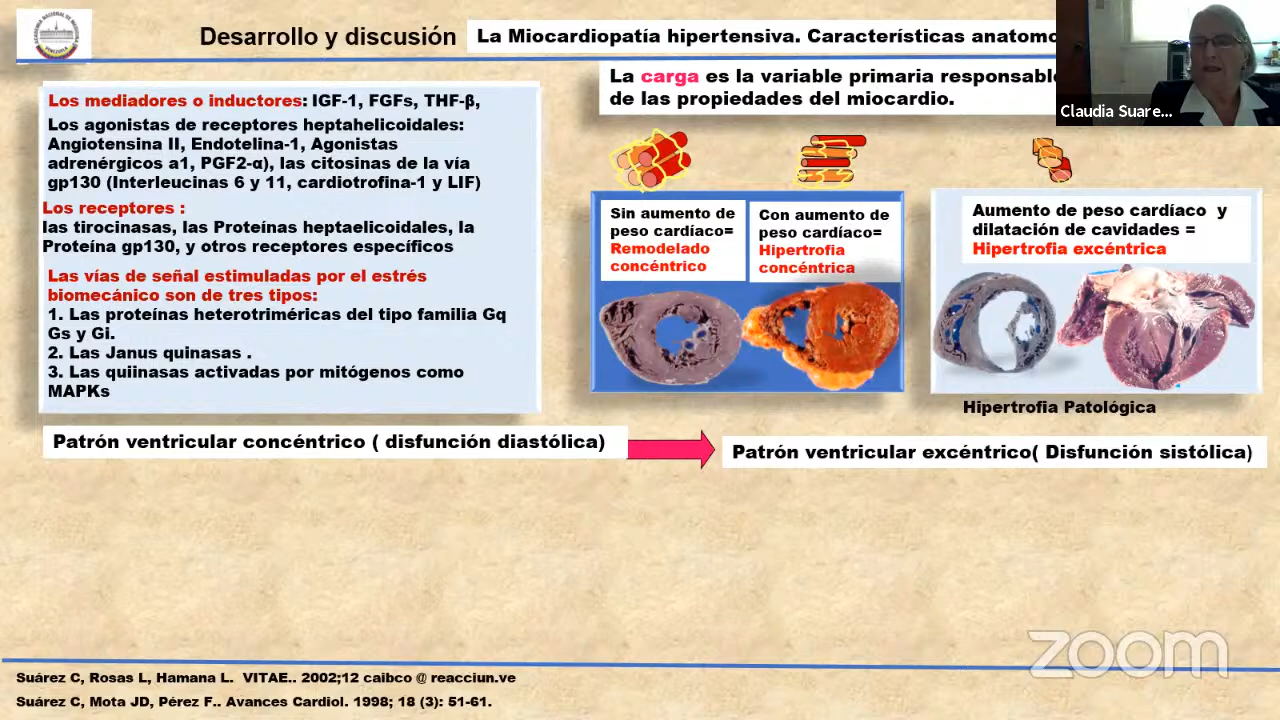 Desarrollo y discusión
La Miocardiopatía hipertensiva. Características anatomo
Claudia Suare...
La carga es la variable primaria responsable
de las propiedades del miocardio.
Los mediadores o inductores: IGF-1, FGFs, THF-β,
Los agonistas de receptores heptahelicoidales:
Angiotensina II, Endotelina-1, Agonistas
adrenérgicos a1, PGF2-α), las citosinas de la vía
gp130 (Interleucinas 6 y 11, cardiotrofina-1 y LIF)
Los receptores :
las tirocinasas, las Proteínas heptaelicoidales, la
Proteína gp130, y otros receptores específicos
Las vías de señal estimuladas por el estrés
biomecánico son de tres tipos:
1. Las proteínas heterotriméricas del tipo familia Gq
Gs y Gi.
2. Las Janus quinasas .
3. Las quiinasas activadas por mitógenos como
MAPKs
Sin aumento de
peso cardíaco=
Remodelado
concéntrico
Con aumento de
peso cardíaco=
Hipertrofia
concéntrica
Aumento de peso cardíaco y
dilatación de cavidades =
Hipertrofia excéntrica
Hipertrofia Patológica
Patrón ventricular concéntrico ( disfunción diastólica)
Patrón ventricular excéntrico( Disfunción sistólica)
zoom
Suárez C, Rosas L, Hamana L. VITAE.. 2002;12 caibco @ reacciun.ve
Suárez C, Mota JD, Pérez F.. Avances Cardiol. 1998; 18 (3): 51-61.